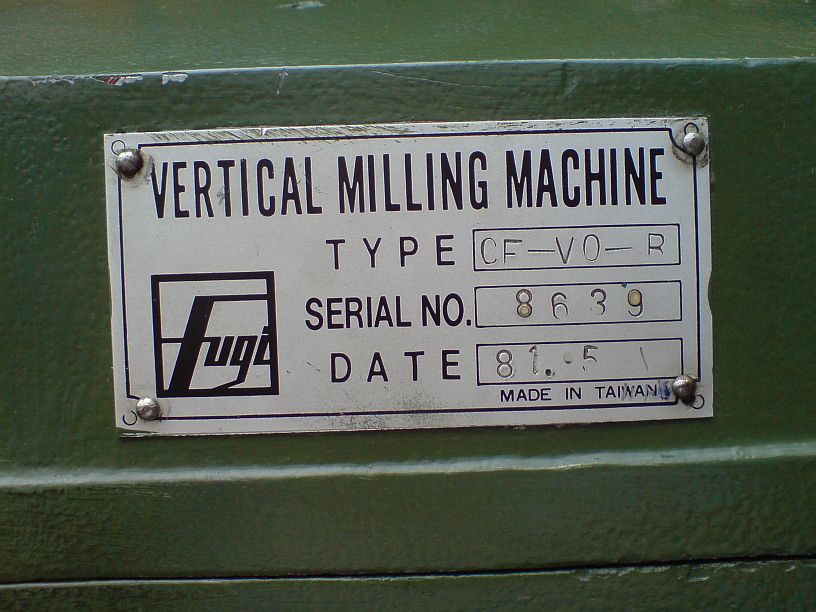 VERTICAL MILLING MACHINE
TYPE CF-VO-R
SERIAL NO. 8639
DATE 81.5
Fugi
MADE IN TAIWAN